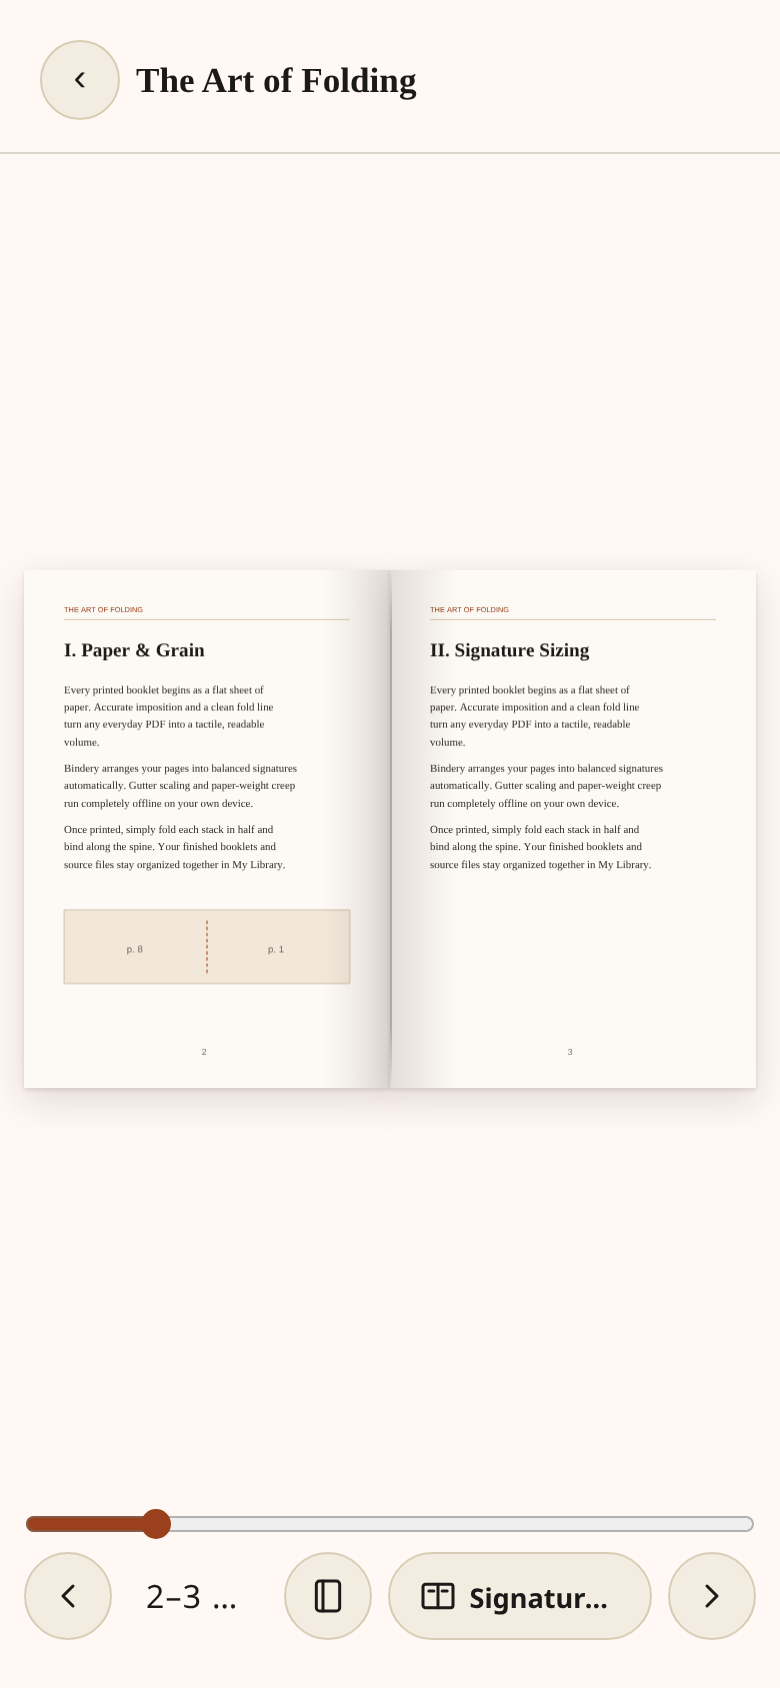 The Art of Folding
THE ART OF FOLDING
I. Paper & Grain
Every printed booklet begins as a flat sheet of
paper. Accurate imposition and a clean fold line
turn any everyday PDF into a tactile, readable
volume.
Bindery arranges your pages into balanced signatures
automatically. Gutter scaling and paper-weight creep
run completely offline on your own device.
Once printed, simply fold each stack in half and
bind along the spine. Your finished booklets and
source files stay organized together in My Library.
p. 8
p. 1
2
THE ART OF FOLDING
II. Signature Sizing
Every printed booklet begins as a flat sheet of
paper. Accurate imposition and a clean fold line
turn any everyday PDF into a tactile, readable
volume.
Bindery arranges your pages into balanced signatures
automatically. Gutter scaling and paper-weight creep
run completely offline on your own device.
Once printed, simply fold each stack in half and
bind along the spine. Your finished booklets and
source files stay organized together in My Library.
3
2–3 ...
Signatur...